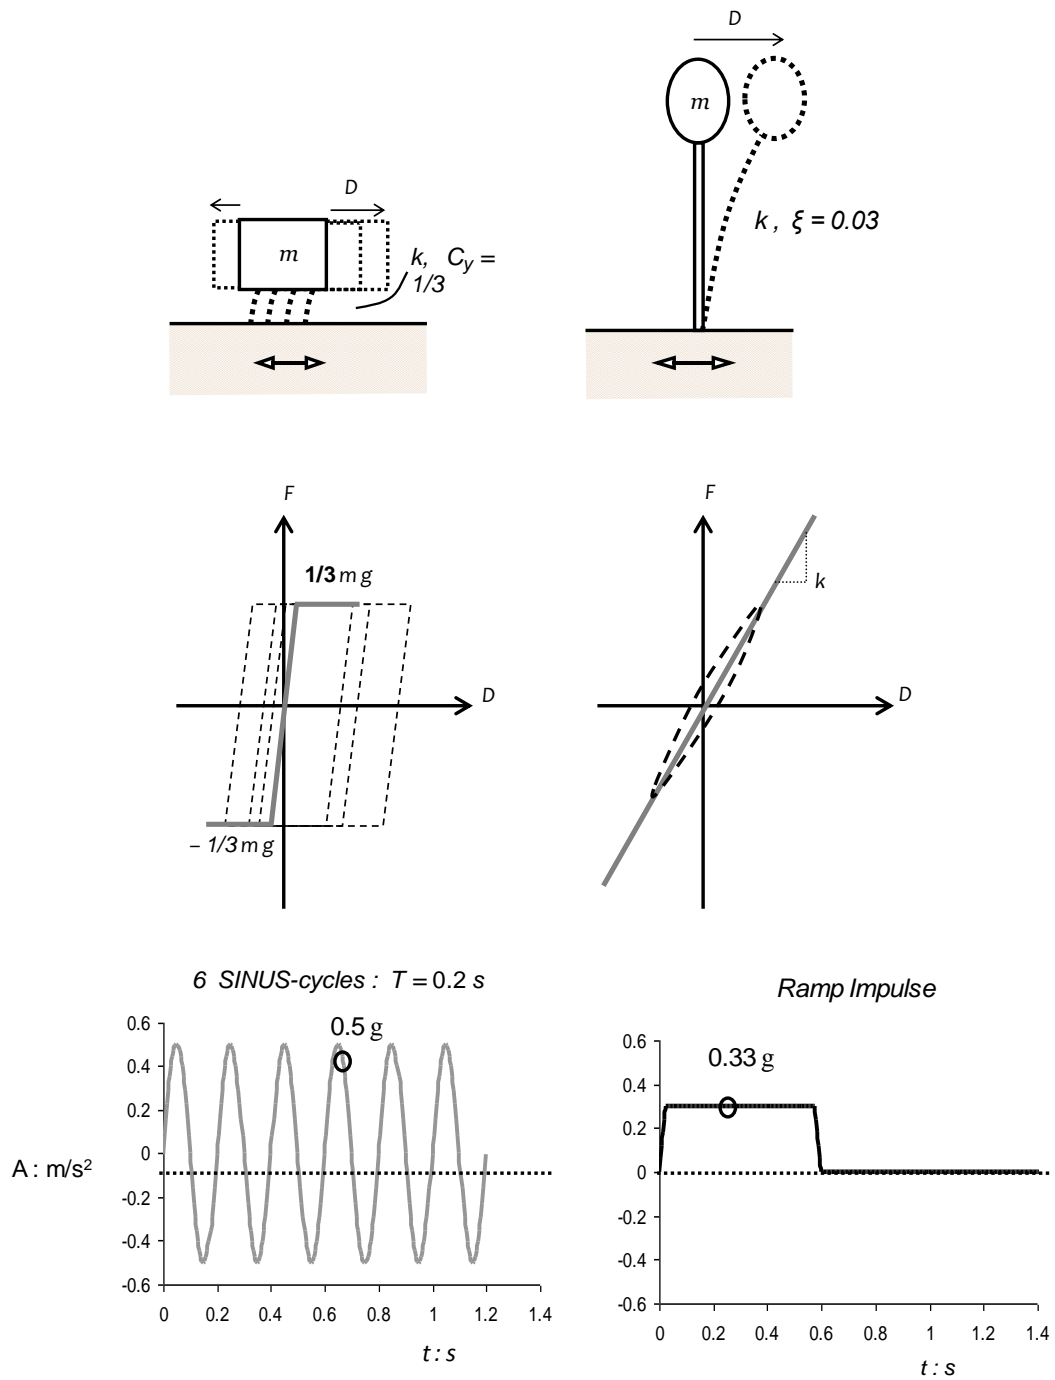 D
m
D
m
k, C_y =
1/3
k , ξ = 0.03
F
F
1/3 m g
k
D
D
– 1/3 m g
6 SINUS-cycles : T = 0.2 s
Ramp Impulse
0.6
0.5 g
0.4
0.2
0
-0.2
-0.4
-0.6
A : m/s²
0 0.2 0.4 0.6 0.8 1 1.2 1.4
t : s
0.6
0.33 g
0.4
0.2
0
-0.2
-0.4
-0.6
0 0.2 0.4 0.6 0.8 1 1.2 1.4
t : s